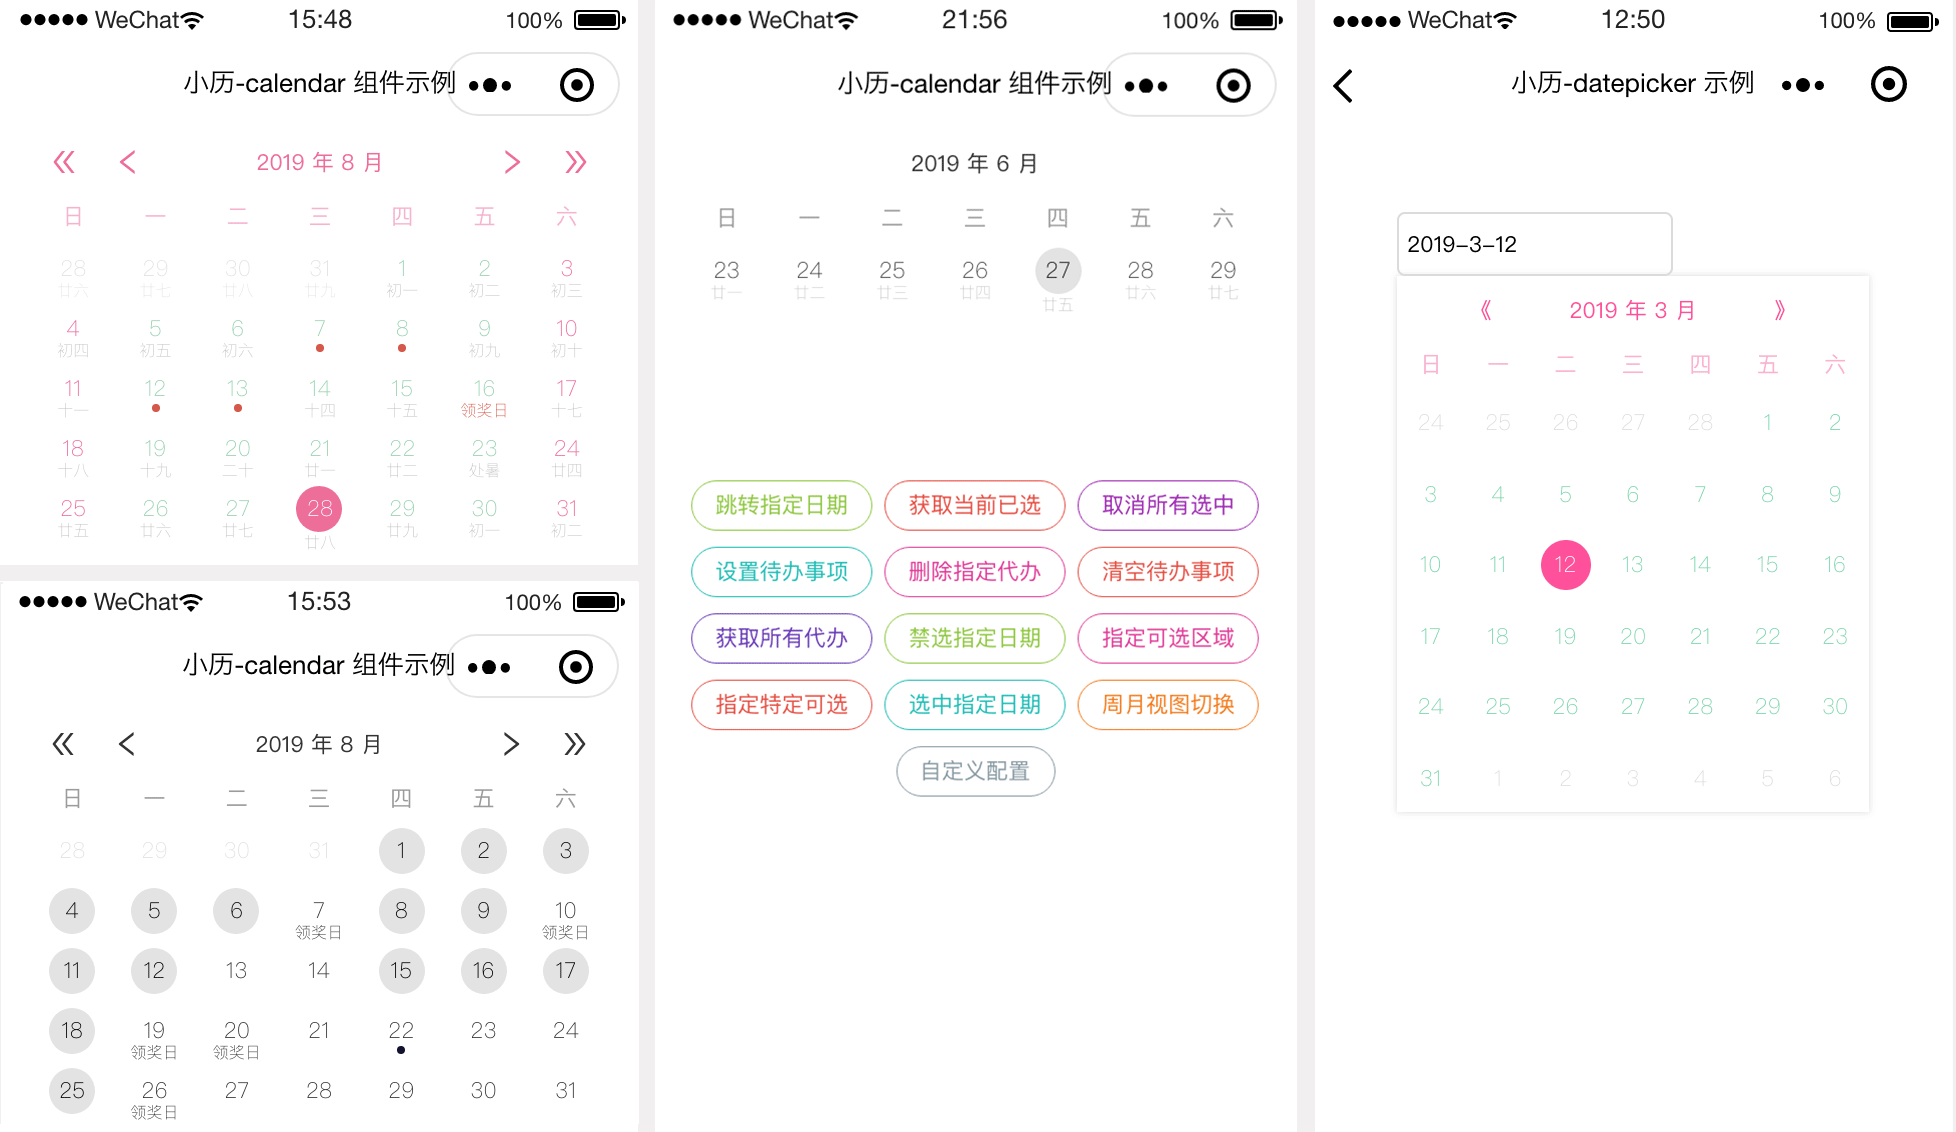 WeChat 15:48 100%
小历-calendar 组件示例
« < 2019 年 8 月 > »
日 一 二 三 四 五 六
28 29 30 31 1 2 3
廿六 廿七 廿八 廿九 初一 初二 初三
4 5 6 7 8 9 10
初四 初五 初六 初九 初十
11 12 13 14 15 16 17
十一 十四 十五 领奖日 十七
18 19 20 21 22 23 24
十八 十九 二十 廿一 廿二 处暑 廿四
25 26 27 28 29 30 31
廿五 廿六 廿七 廿八 廿九 初一 初二
WeChat 15:53 100%
小历-calendar 组件示例
« < 2019 年 8 月 > »
日 一 二 三 四 五 六
28 29 30 31 1 2 3
4 5 6 7 8 9 10
领奖日 领奖日
11 12 13 14 15 16 17
18 19 20 21 22 23 24
领奖日 领奖日
25 26 27 28 29 30 31
领奖日
WeChat 21:56 100%
小历-calendar 组件示例
2019 年 6 月
日 一 二 三 四 五 六
23 24 25 26 27 28 29
廿一 廿二 廿三 廿四 廿五 廿六 廿七
跳转指定日期 获取当前已选 取消所有选中
设置待办事项 删除指定代办 清空待办事项
获取所有代办 禁选指定日期 指定可选区域
指定特定可选 选中指定日期 周月视图切换
自定义配置
WeChat 12:50 100%
小历-datepicker 示例
2019-3-12
《 2019 年 3 月 》
日 一 二 三 四 五 六
24 25 26 27 28 1 2
3 4 5 6 7 8 9
10 11 12 13 14 15 16
17 18 19 20 21 22 23
24 25 26 27 28 29 30
31 1 2 3 4 5 6